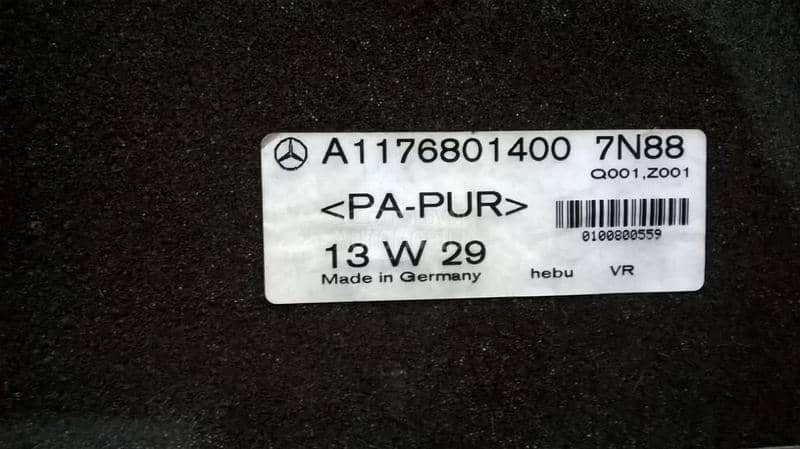 A1176801400 7N88
Q001,Z001
<PA-PUR>
0100800559
13 W 29
Made in Germany hebu VR